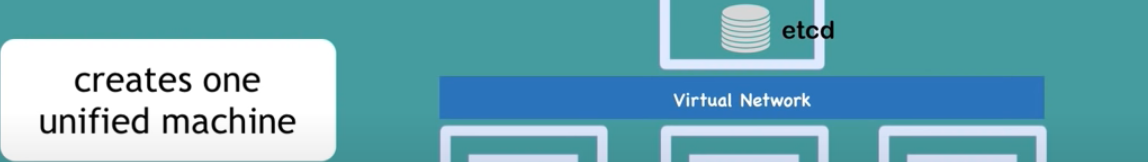 etcd
creates one
unified machine
Virtual Network